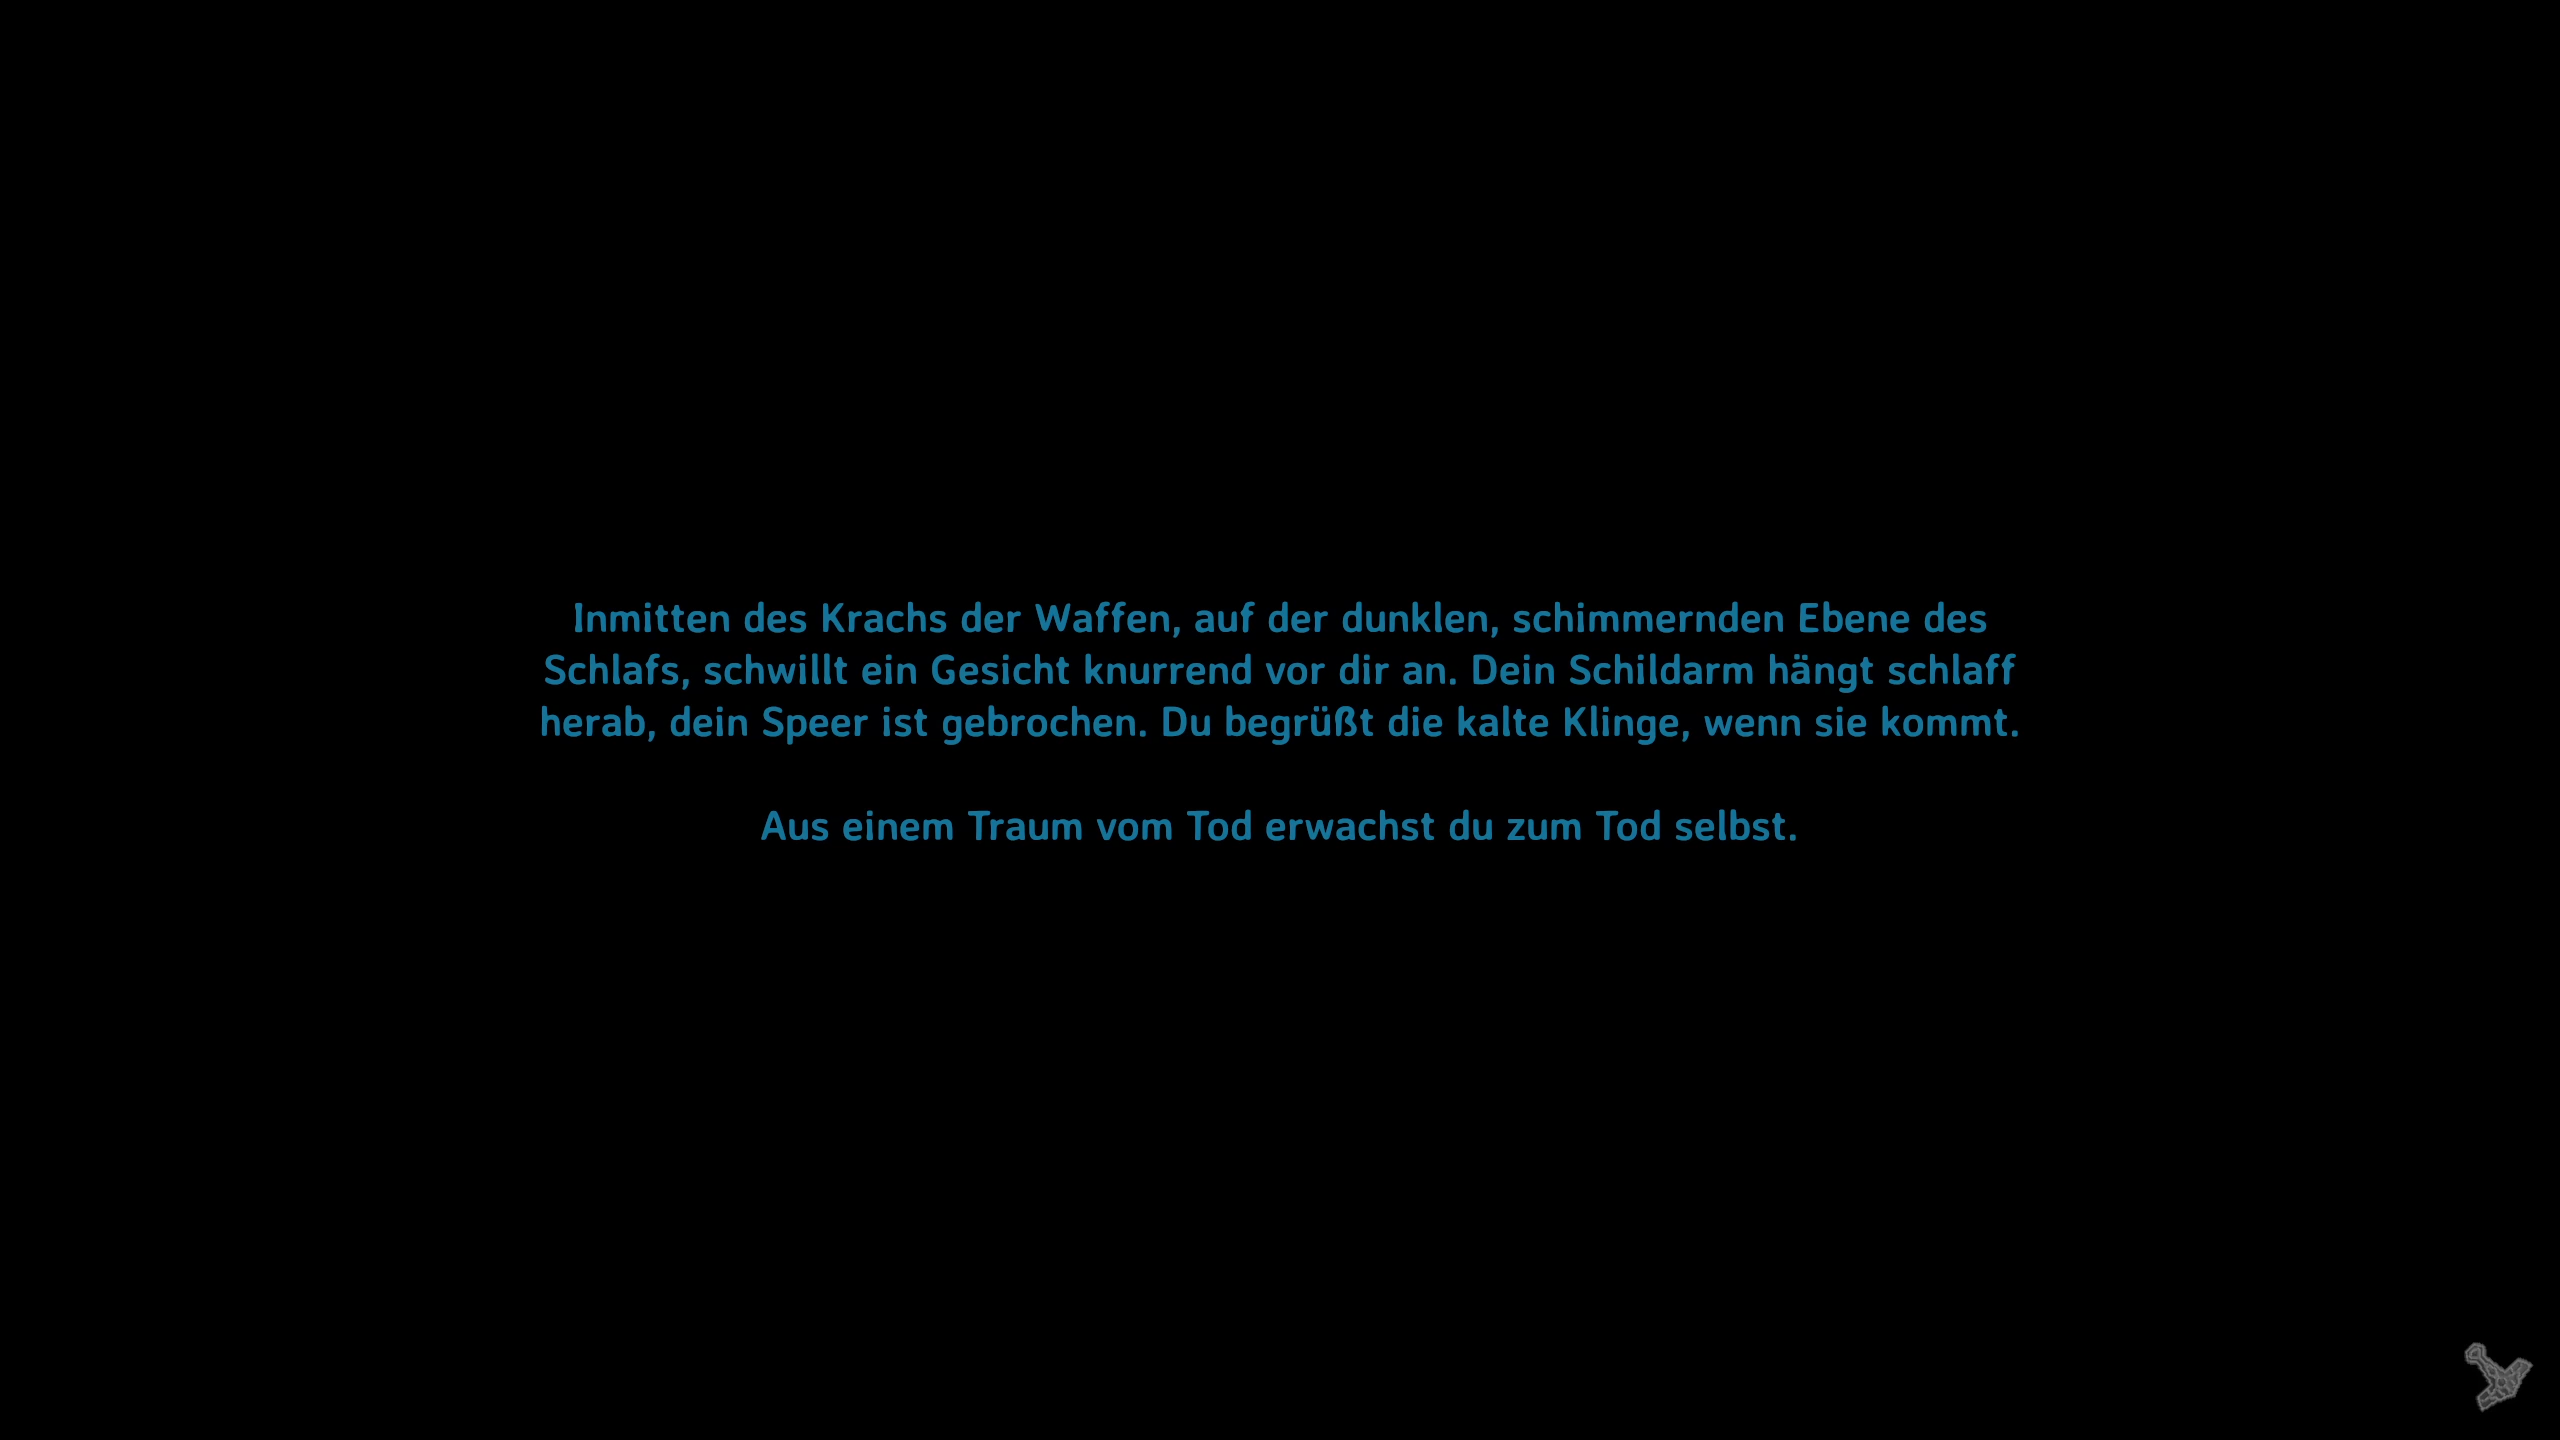 Inmitten des Krachs der Waffen, auf der dunklen, schimmernden Ebene des
Schlafs, schwillt ein Gesicht knurrend vor dir an. Dein Schildarm hängt schlaff
herab, dein Speer ist gebrochen. Du begrüßt die kalte Klinge, wenn sie kommt.
Aus einem Traum vom Tod erwachst du zum Tod selbst.